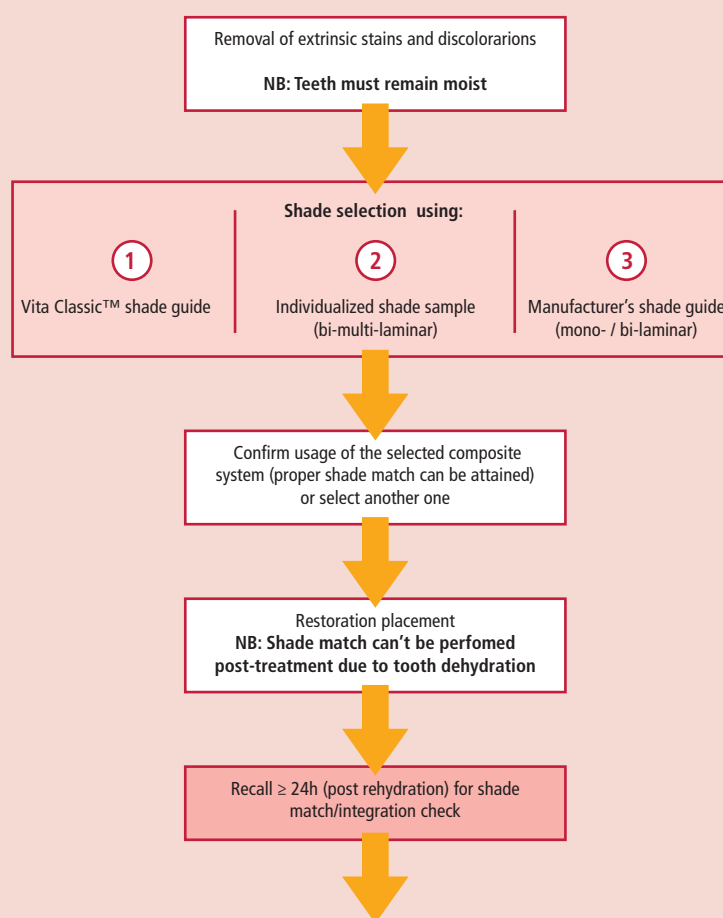 Removal of extrinsic stains and discolorarions
NB: Teeth must remain moist
Shade selection using:
1
Vita Classic™ shade guide
2
Individualized shade sample
(bi-multi-laminar)
3
Manufacturer's shade guide
(mono- / bi-laminar)
Confirm usage of the selected composite
system (proper shade match can be attained)
or select another one
Restoration placement
NB: Shade match can't be perfomed
post-treatment due to tooth dehydration
Recall ≥ 24h (post rehydration) for shade
match/integration check